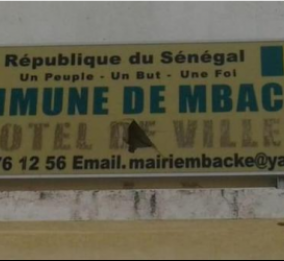 République du Sénégal
Un Peuple - Un But - Une Foi
MMUNE DE MBAC
OTEL DE VILLE
76 12 56 Email.mairiembacke@ya